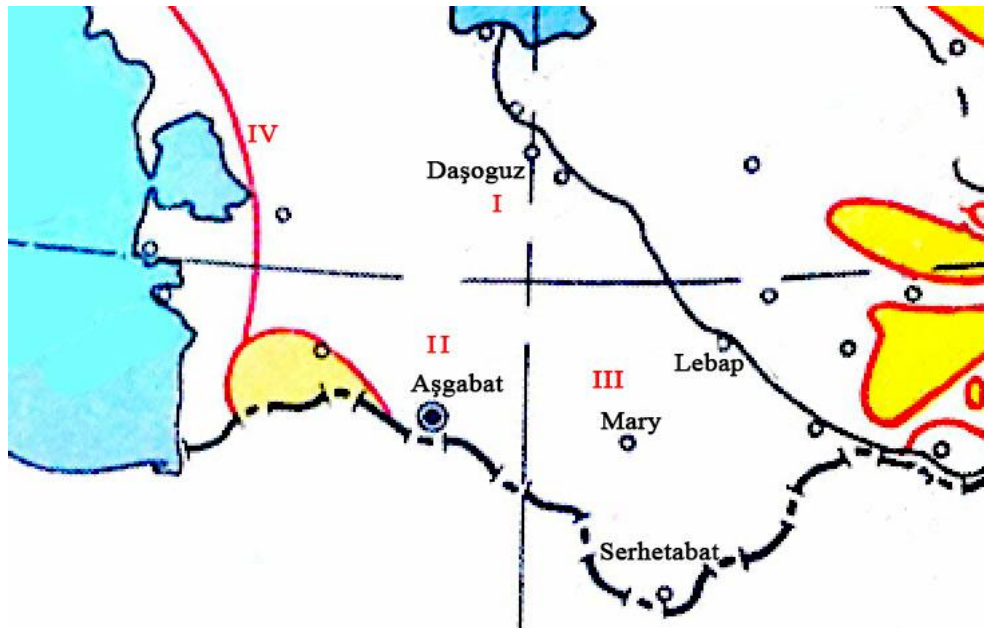 IV
Daşoguz
I
II
Aşgabat
III
Lebap
Mary
Serhetabat